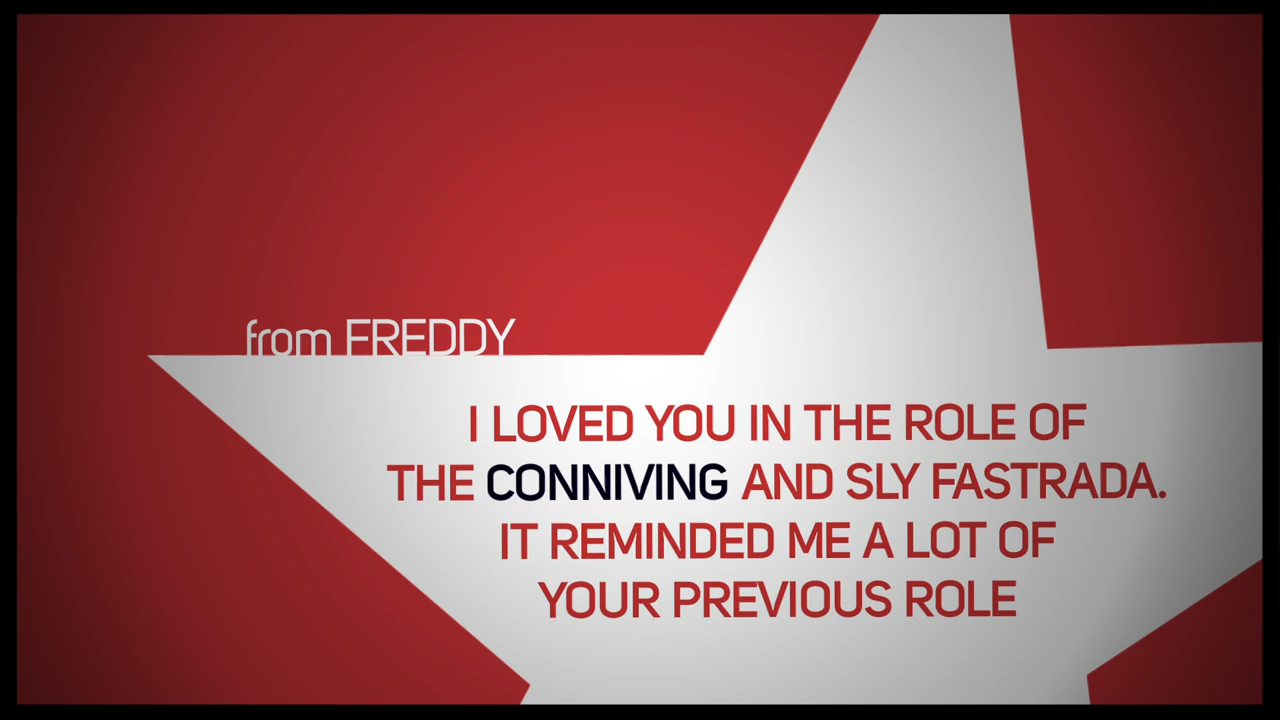 from FREDDY
I LOVED YOU IN THE ROLE OF
THE CONNIVING AND SLY FASTRADA.
IT REMINDED ME A LOT OF
YOUR PREVIOUS ROLE